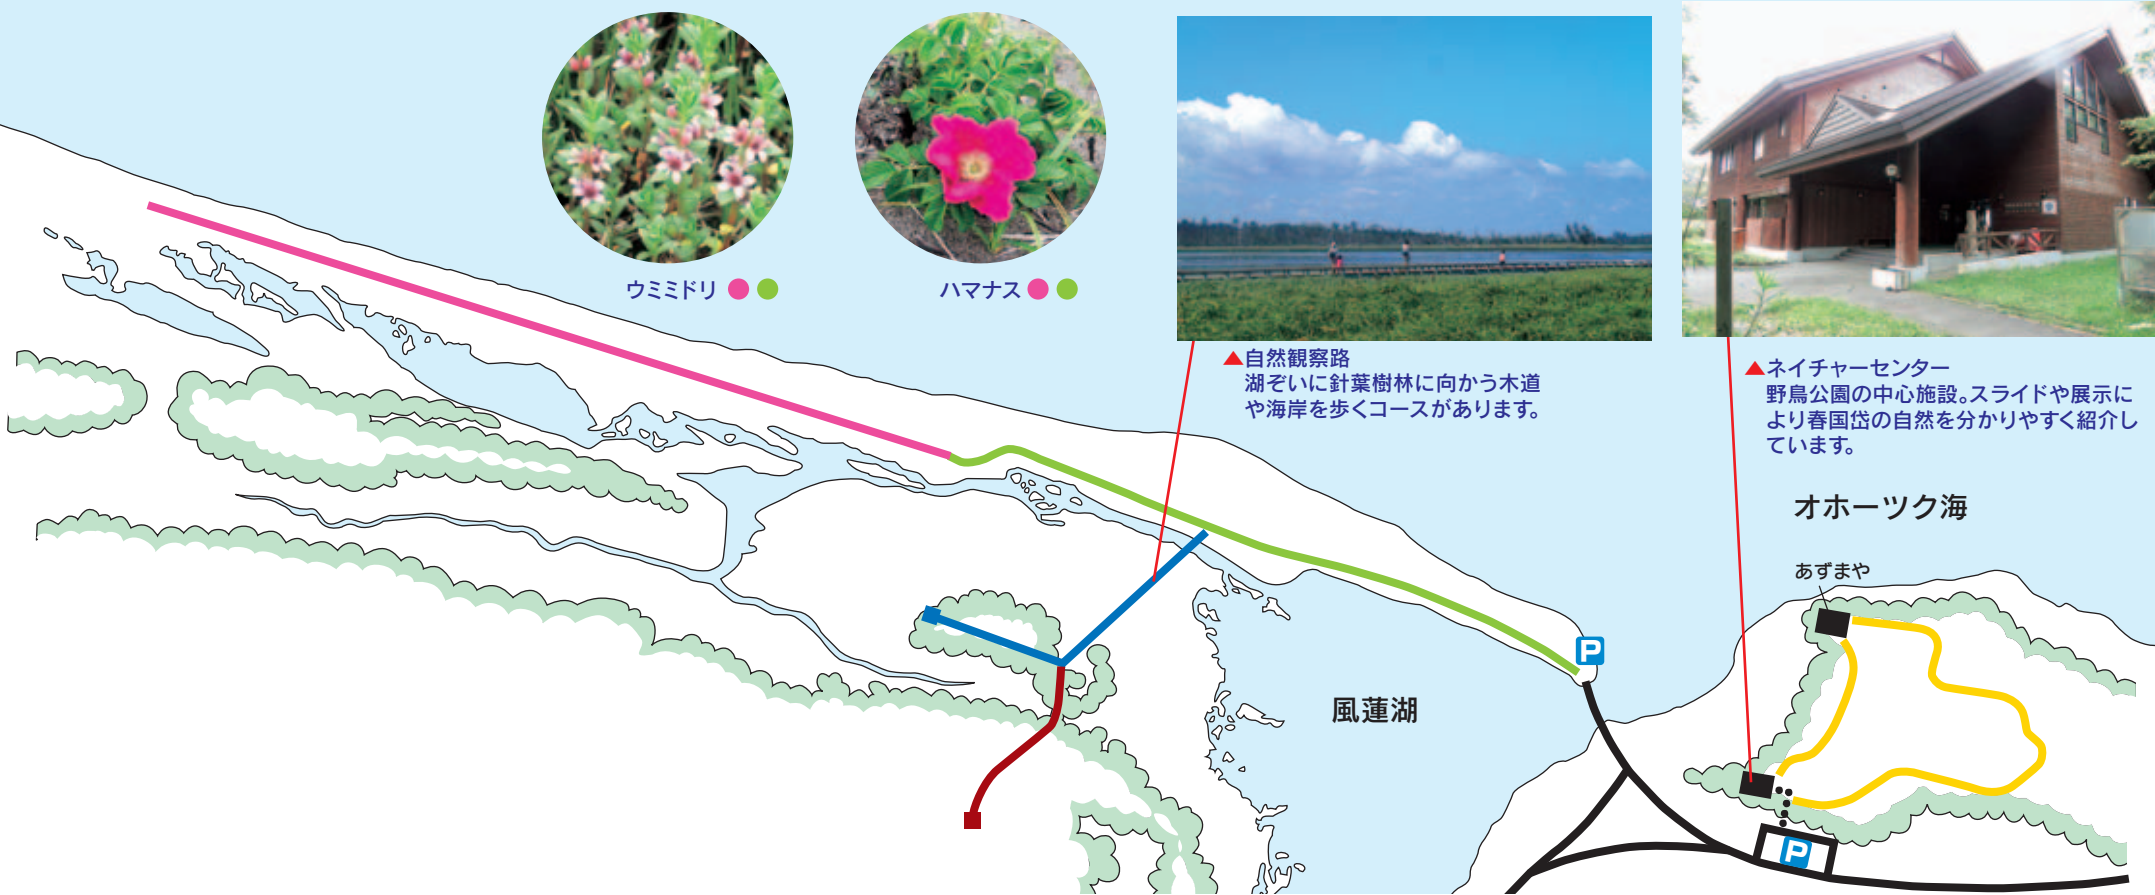 ウミミドリ
ハマナス
▲自然観察路
湖ぞいに針葉樹林に向かう木道
や海岸を歩くコースがあります。
▲ネイチャーセンター
野鳥公園の中心施設。スライドや展示に
より春国岱の自然を分かりやすく紹介し
ています。
オホーツク海
あずまや
P
風蓮湖
P